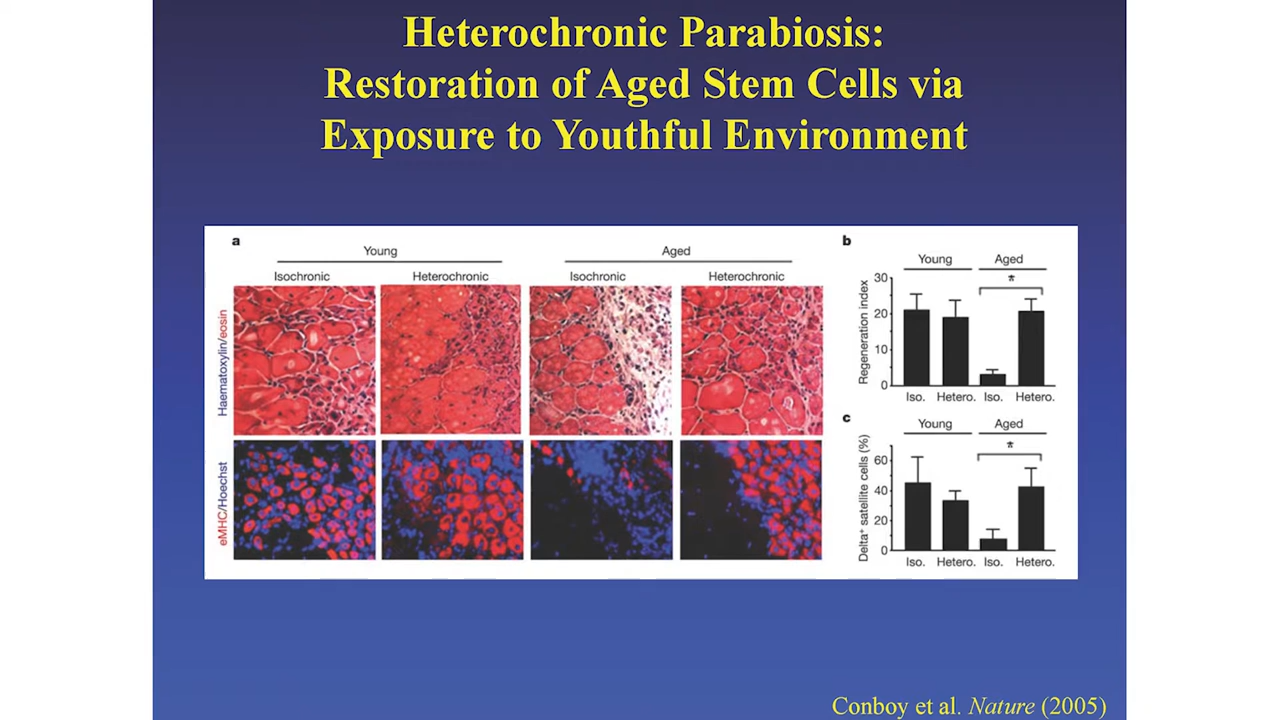 Heterochronic Parabiosis:
Restoration of Aged Stem Cells via
Exposure to Youthful Environment
a
Young
Aged
Isochronic
Heterochronic
Isochronic
Heterochronic
Haematoxylin/eosin
eMHC/Hoechst
b
Young
Aged
*
Regeneration index
30
20
10
0
Iso.
Hetero.
Iso.
Hetero.
c
Young
Aged
*
Delta⁺ satellite cells (%)
60
40
20
0
Iso.
Hetero.
Iso.
Hetero.
Conboy et al. Nature (2005)